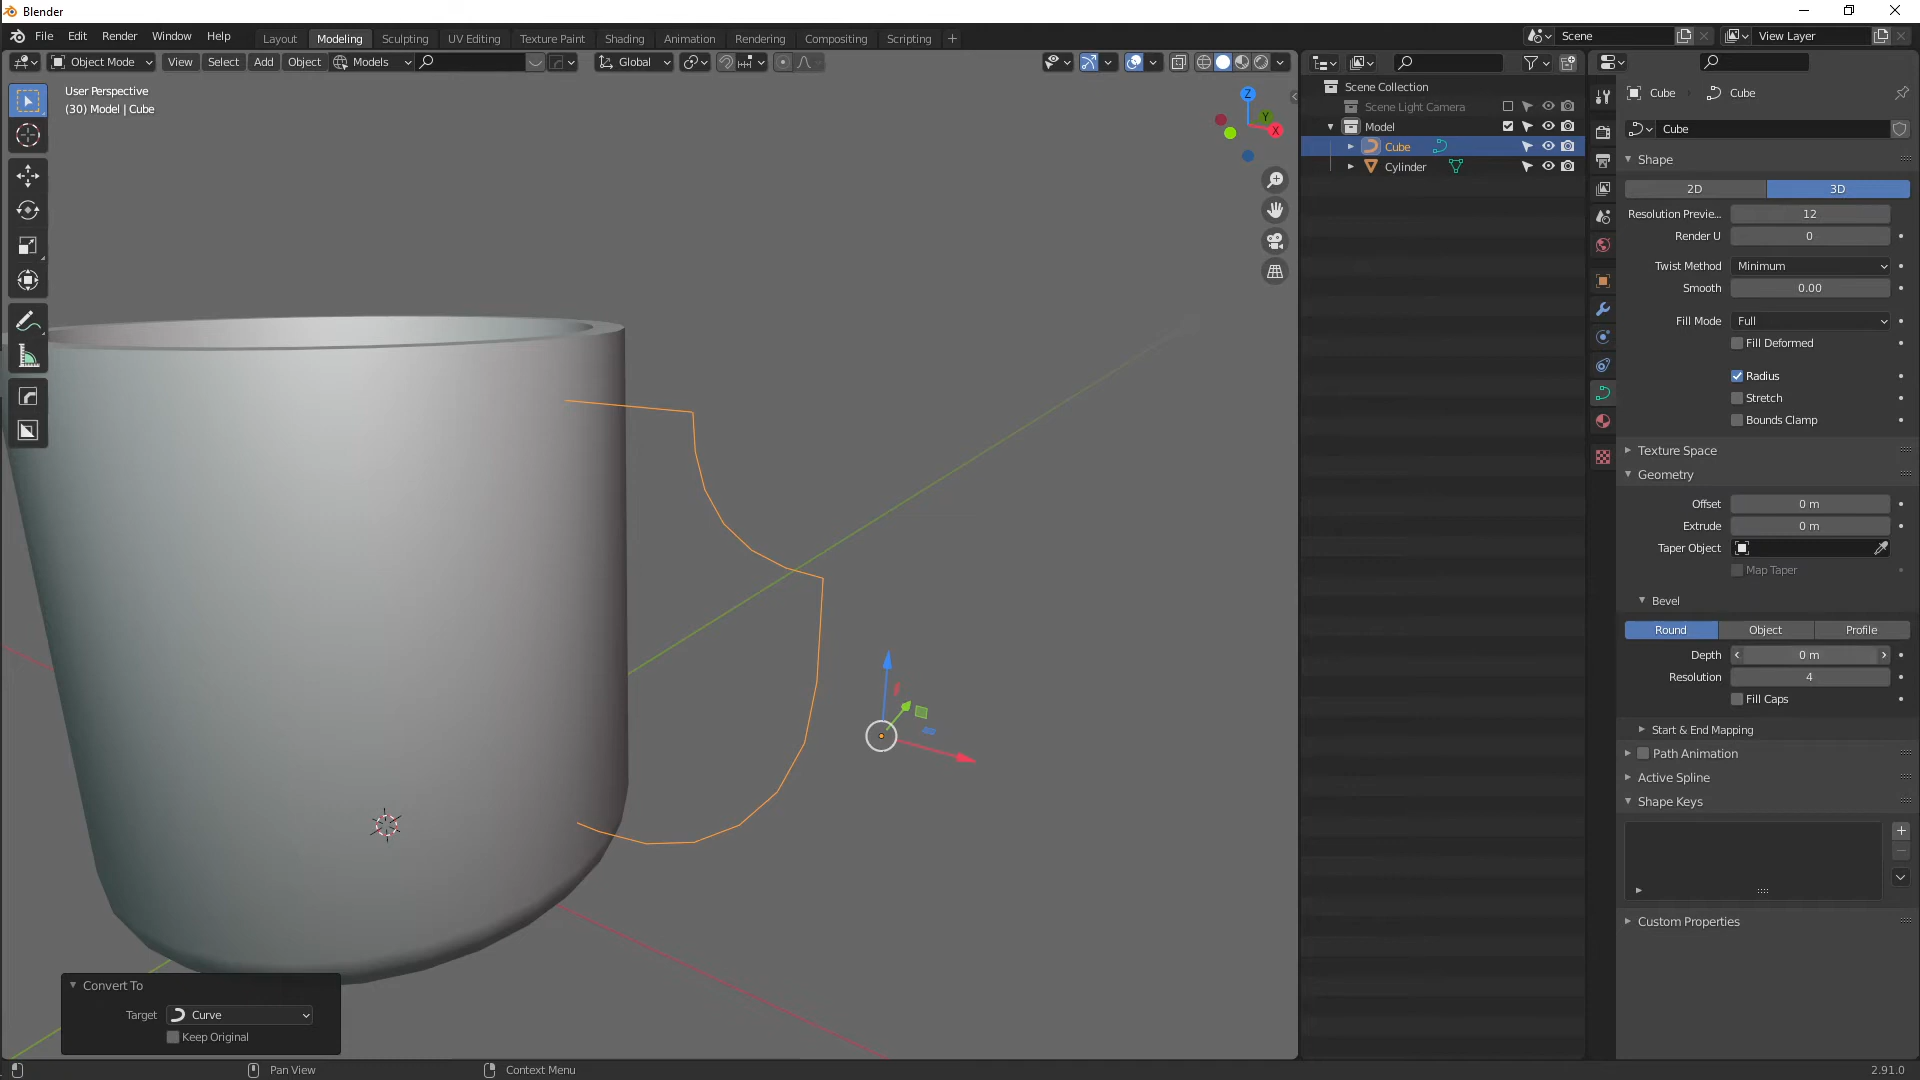 Blender
File Edit Render Window Help
Layout Modeling Sculpting UV Editing Texture Paint Shading Animation Rendering Compositing Scripting +
Scene
View Layer
Object Mode View Select Add Object Models Global
User Perspective
(30) Model | Cube
Z
Y
X
Scene Collection
Scene Light Camera
Model
Cube
Cylinder
Cube Cube
Cube
Shape
2D 3D
Resolution Previe... 12
Render U 0
Twist Method Minimum
Smooth 0.00
Fill Mode Full
Fill Deformed
Radius
Stretch
Bounds Clamp
Texture Space
Geometry
Offset 0 m
Extrude 0 m
Taper Object
Map Taper
Bevel
Round Object Profile
Depth 0 m
Resolution 4
Fill Caps
Start & End Mapping
Path Animation
Active Spline
Shape Keys
Custom Properties
Convert To
Target Curve
Keep Original
Pan View Context Menu 2.91.0